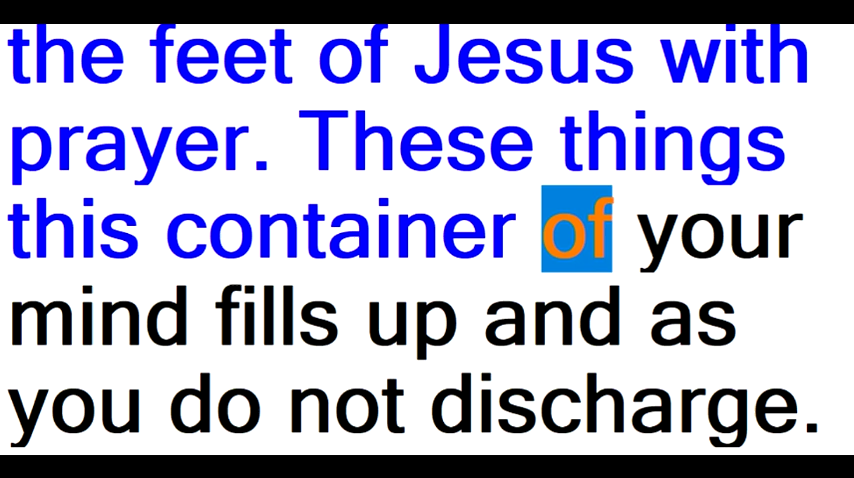 the feet of Jesus with
prayer. These things
this container of your
mind fills up and as
you do not discharge.